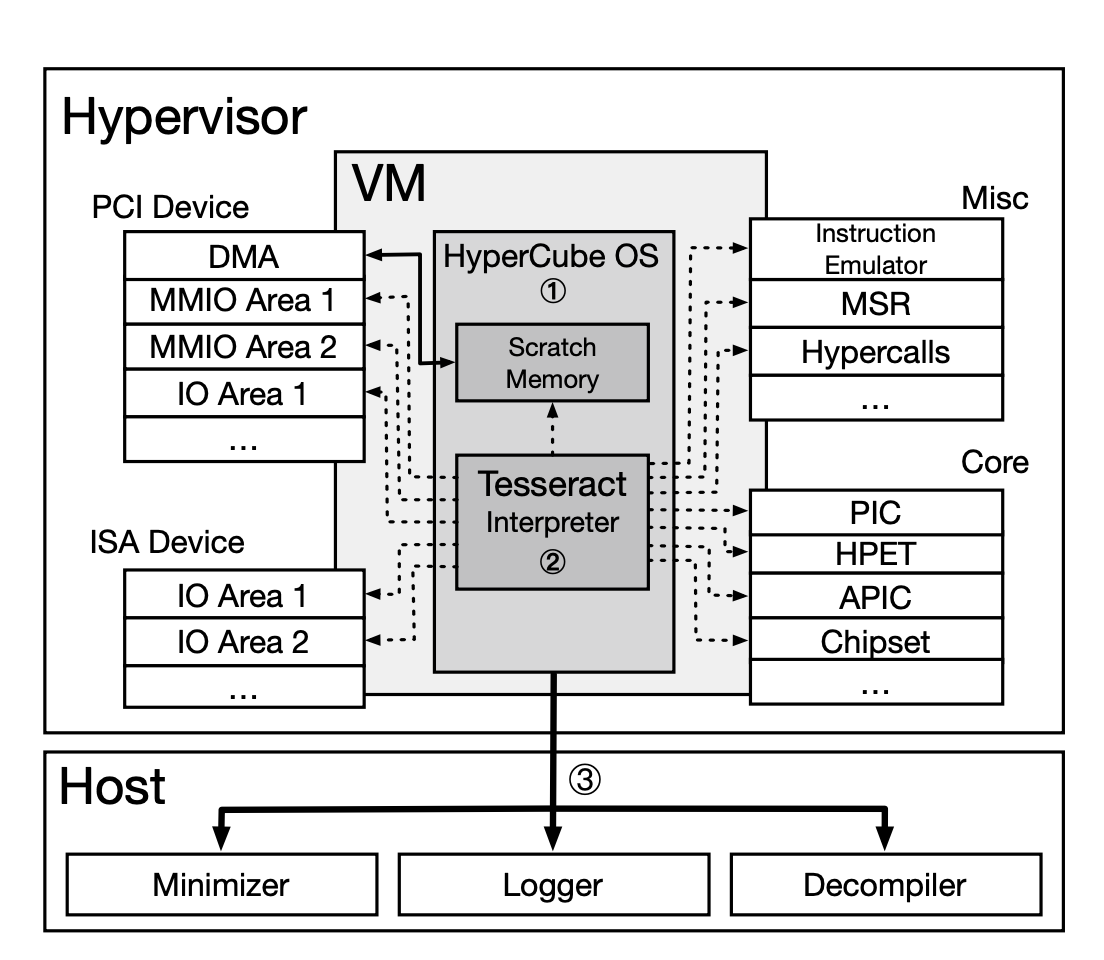 Hypervisor
VM
PCI Device
DMA
MMIO Area 1
MMIO Area 2
IO Area 1
...
ISA Device
IO Area 1
IO Area 2
...
HyperCube OS
①
Scratch
Memory
Tesseract
Interpreter
②
Misc
Instruction
Emulator
MSR
Hypercalls
...
Core
PIC
HPET
APIC
Chipset
...
Host
③
Minimizer
Logger
Decompiler